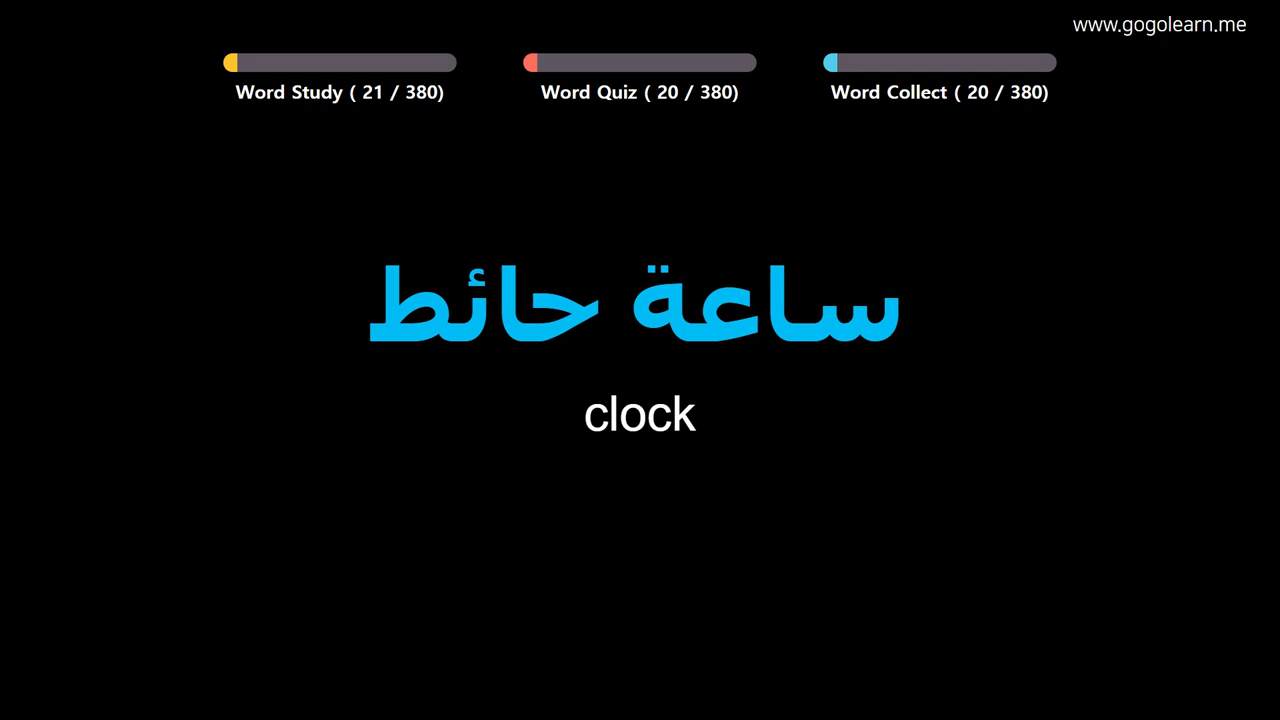 www.gogolearn.me
Word Study ( 21 / 380)
Word Quiz ( 20 / 380)
Word Collect ( 20 / 380)
ساعة حائط
clock